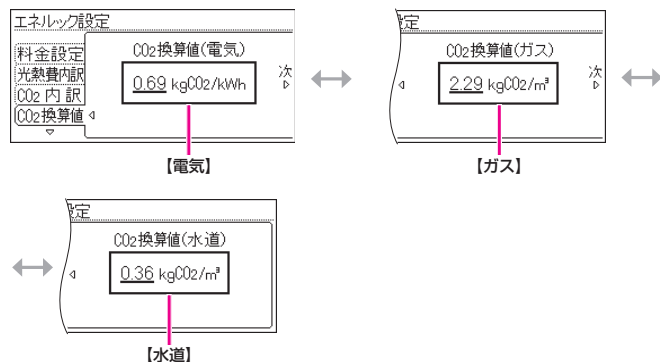 エネルック設定
料金設定
光熱費内訳
CO2 内 訳
CO2換算値
CO2換算値(電気)
0.69 kgCO2/kWh
次
【電気】
定
CO2換算値(ガス)
2.29 kgCO2/m³
次
【ガス】
設定
CO2換算値(水道)
0.36 kgCO2/m³
【水道】